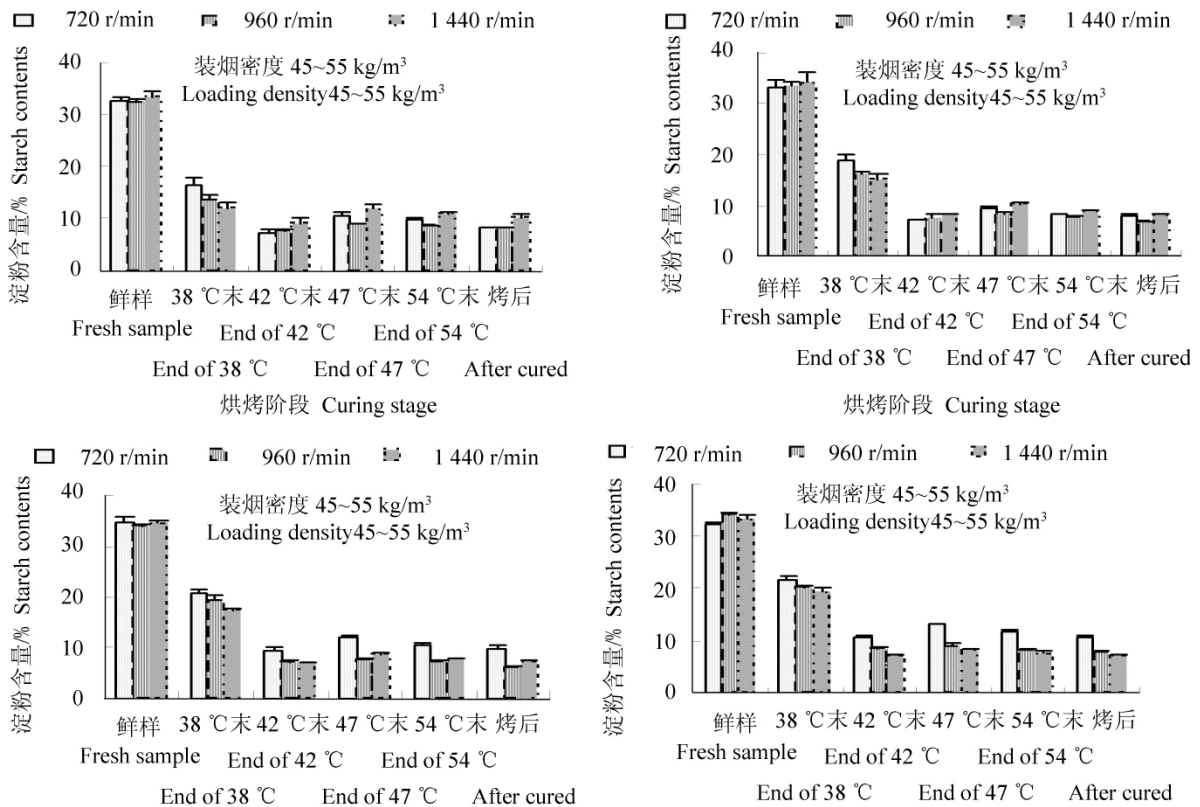 720 r/min 960 r/min 1 440 r/min
装烟密度 45~55 kg/m³
Loading density45~55 kg/m³
淀粉含量/% Starch contents
40
30
20
10
0
鲜样 38 ℃末 42 ℃末 47 ℃末 54 ℃末 烤后
Fresh sample End of 42 ℃ End of 54 ℃
End of 38 ℃ End of 47 ℃ After cured
烘烤阶段 Curing stage
720 r/min 960 r/min 1 440 r/min
装烟密度 45~55 kg/m³
Loading density45~55 kg/m³
淀粉含量/% Starch contents
40
30
20
10
0
鲜样 38 ℃末 42 ℃末 47 ℃末 54 ℃末 烤后
Fresh sample End of 42 ℃ End of 54 ℃
End of 38 ℃ End of 47 ℃ After cured
烘烤阶段 Curing stage
720 r/min 960 r/min 1 440 r/min
装烟密度 45~55 kg/m³
Loading density45~55 kg/m³
淀粉含量/% Starch contents
40
30
20
10
0
鲜样 38 ℃末 42 ℃末 47 ℃末 54 ℃末 烤后
Fresh sample End of 42 ℃ End of 54 ℃
End of 38 ℃ End of 47 ℃ After cured
720 r/min 960 r/min 1 440 r/min
装烟密度 45~55 kg/m³
Loading density45~55 kg/m³
淀粉含量/% Starch contents
40
30
20
10
0
鲜样 38 ℃末 42 ℃末 47 ℃末 54 ℃末 烤后
Fresh sample End of 42 ℃ End of 54 ℃
End of 38 ℃ End of 47 ℃ After cured